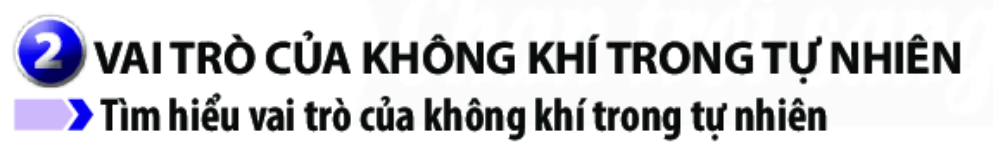 2 VAI TRÒ CỦA KHÔNG KHÍ TRONG TỰ NHIÊN
Tìm hiểu vai trò của không khí trong tự nhiên